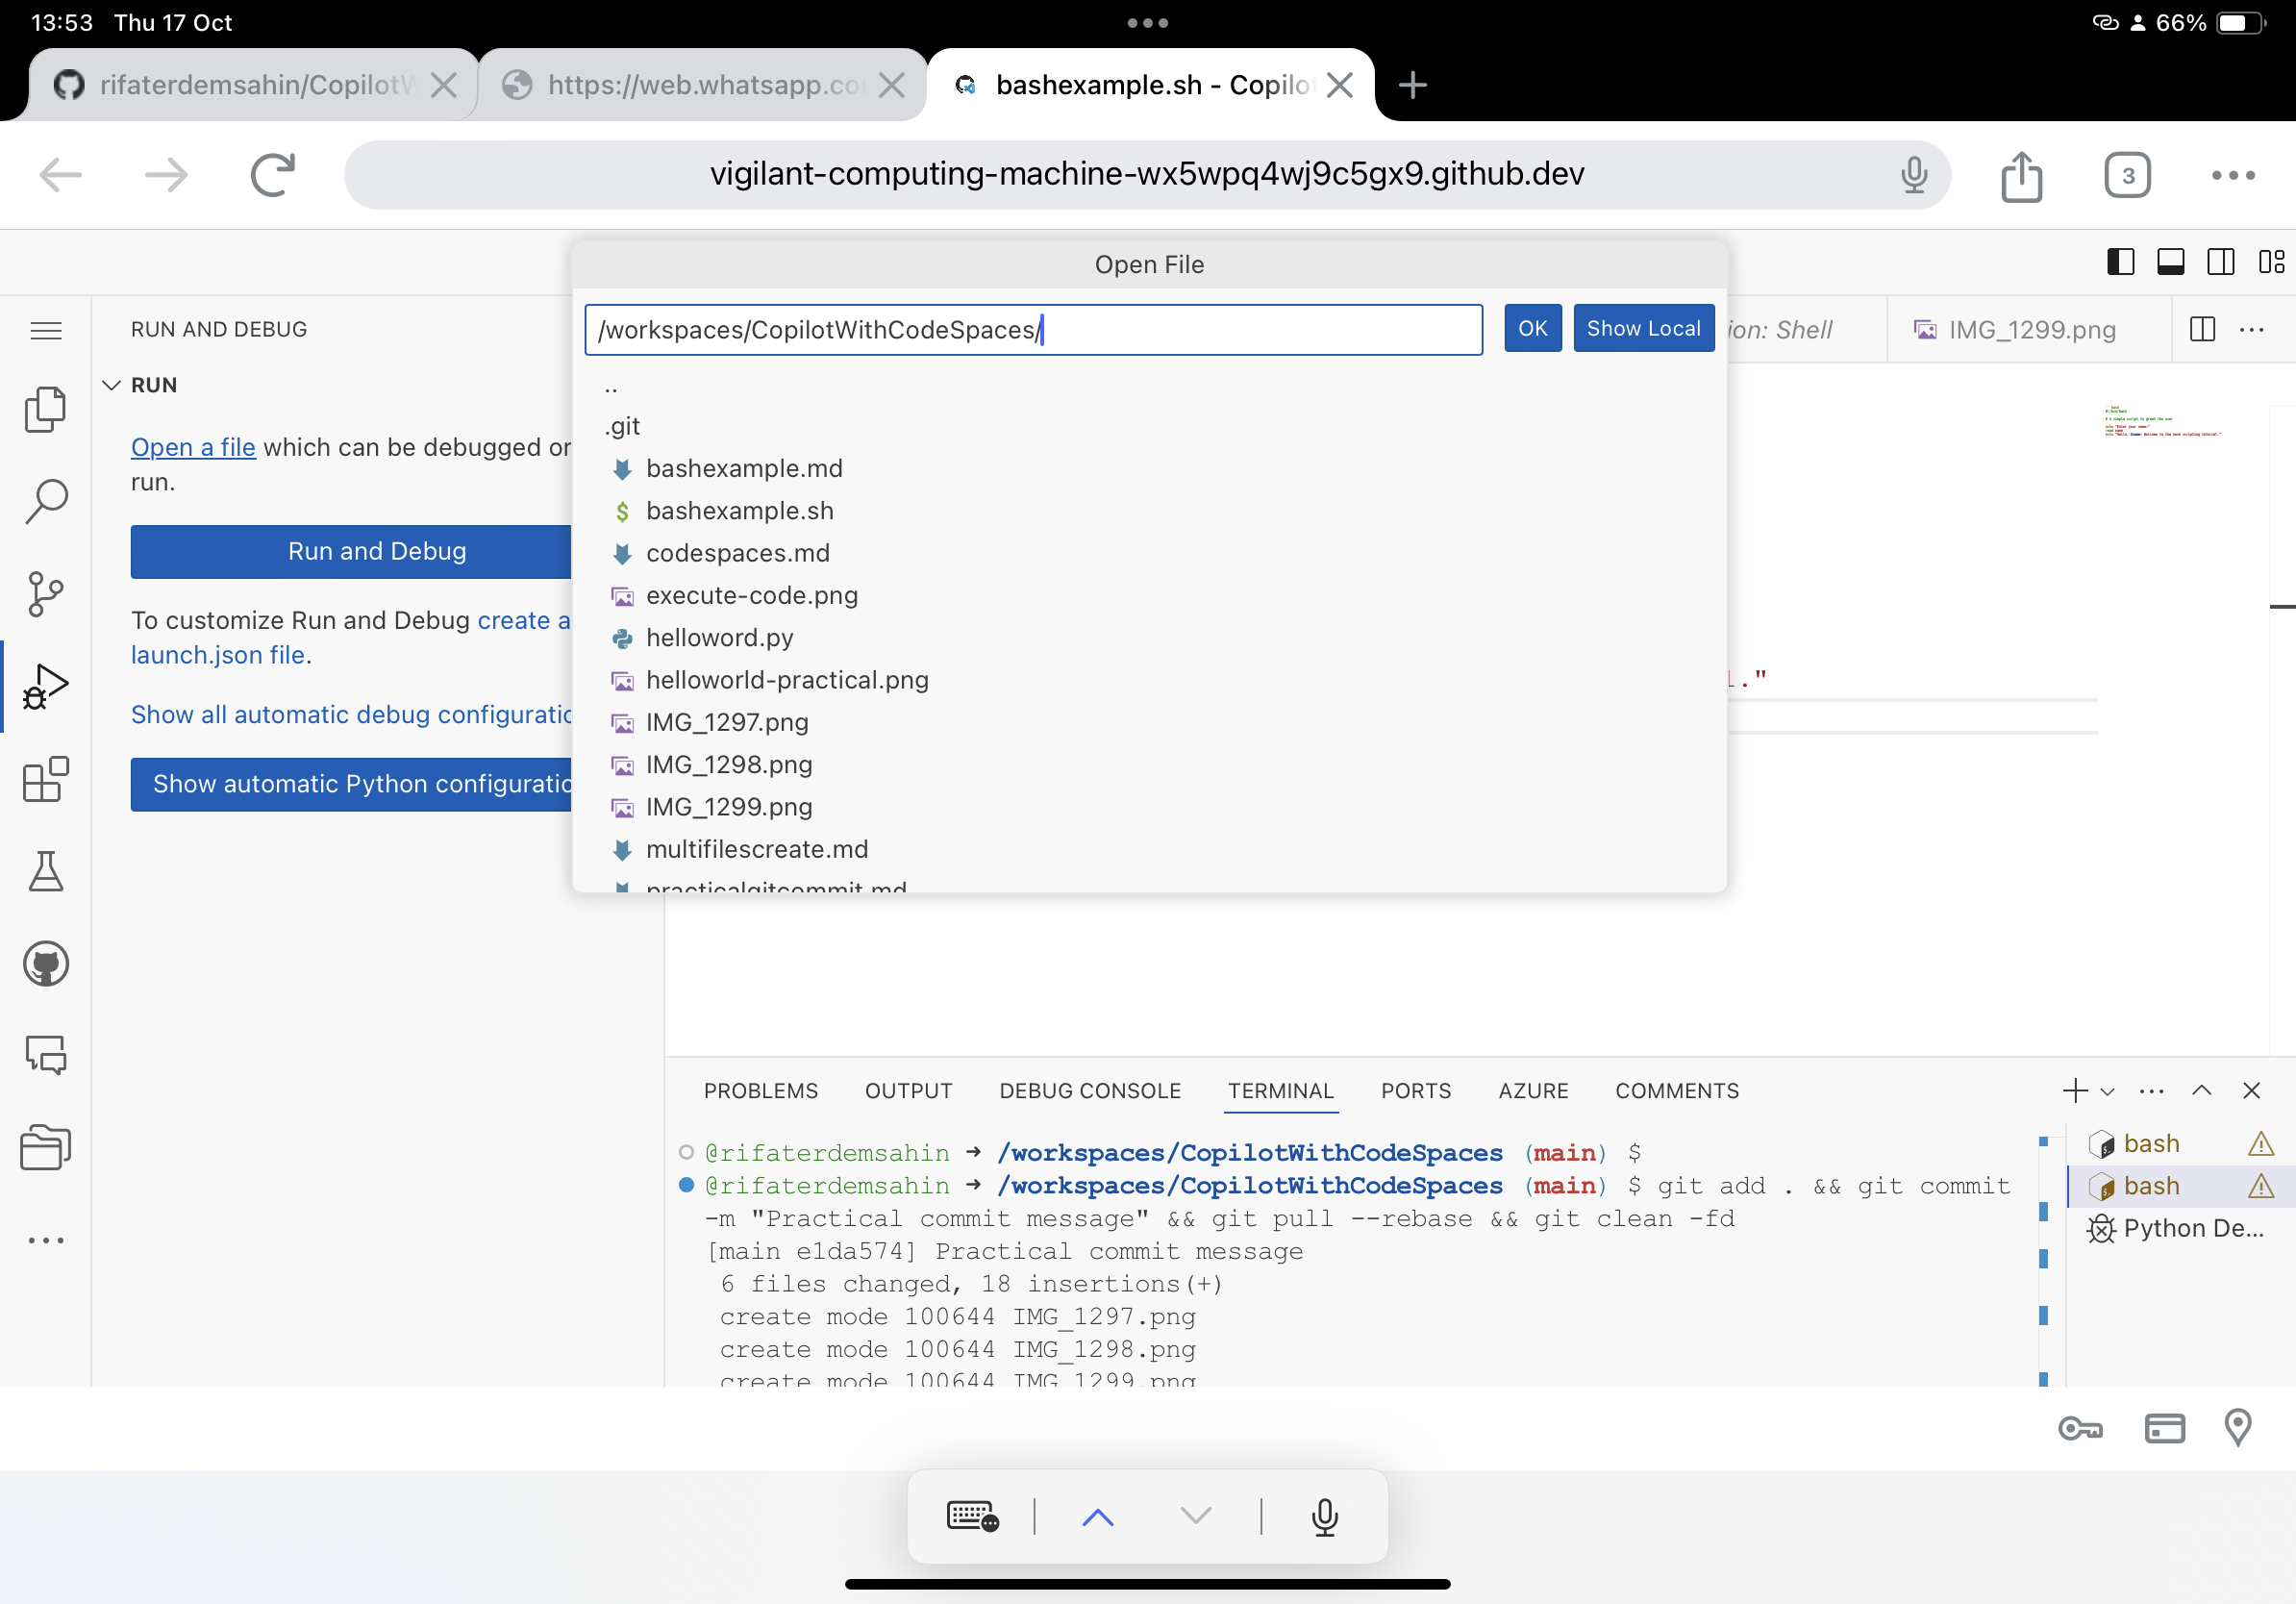 13:53 Thu 17 Oct
66%
rifaterdemsahin/CopilotW
https://web.whatsapp.co
bashexample.sh - Copilo
vigilant-computing-machine-wx5wpq4wj9c5gx9.github.dev
3
Open File
/workspaces/CopilotWithCodeSpaces/
OK
Show Local
ion: Shell
IMG_1299.png
RUN AND DEBUG
RUN
Open a file which can be debugged or
run.
Run and Debug
To customize Run and Debug create a
launch.json file.
Show all automatic debug configuratio
Show automatic Python configuratio
..
.git
bashexample.md
bashexample.sh
codespaces.md
execute-code.png
helloword.py
helloworld-practical.png
IMG_1297.png
IMG_1298.png
IMG_1299.png
multifilescreate.md
practicalgitcommit.md
l."
PROBLEMS
OUTPUT
DEBUG CONSOLE
TERMINAL
PORTS
AZURE
COMMENTS
@rifaterdemsahin ➜ /workspaces/CopilotWithCodeSpaces (main) $
@rifaterdemsahin ➜ /workspaces/CopilotWithCodeSpaces (main) $ git add . && git commit
-m "Practical commit message" && git pull --rebase && git clean -fd
[main e1da574] Practical commit message
6 files changed, 18 insertions(+)
create mode 100644 IMG_1297.png
create mode 100644 IMG_1298.png
create mode 100644 IMG_1299.png
bash
bash
Python De...